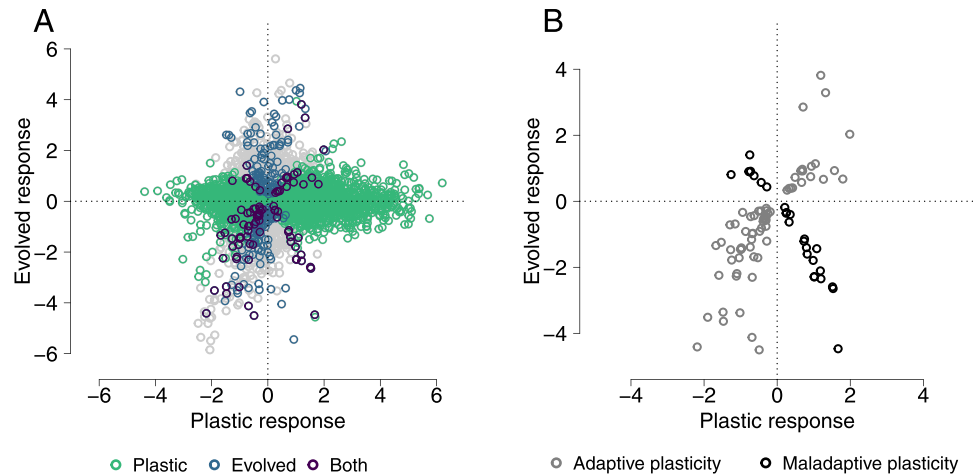 A
B
Evolved response
6
4
2
0
−2
−4
−6
−6 −4 −2 0 2 4 6
Plastic response
Plastic Evolved Both
Evolved response
4
2
0
−2
−4
−4 −2 0 2 4
Plastic response
Adaptive plasticity Maladaptive plasticity